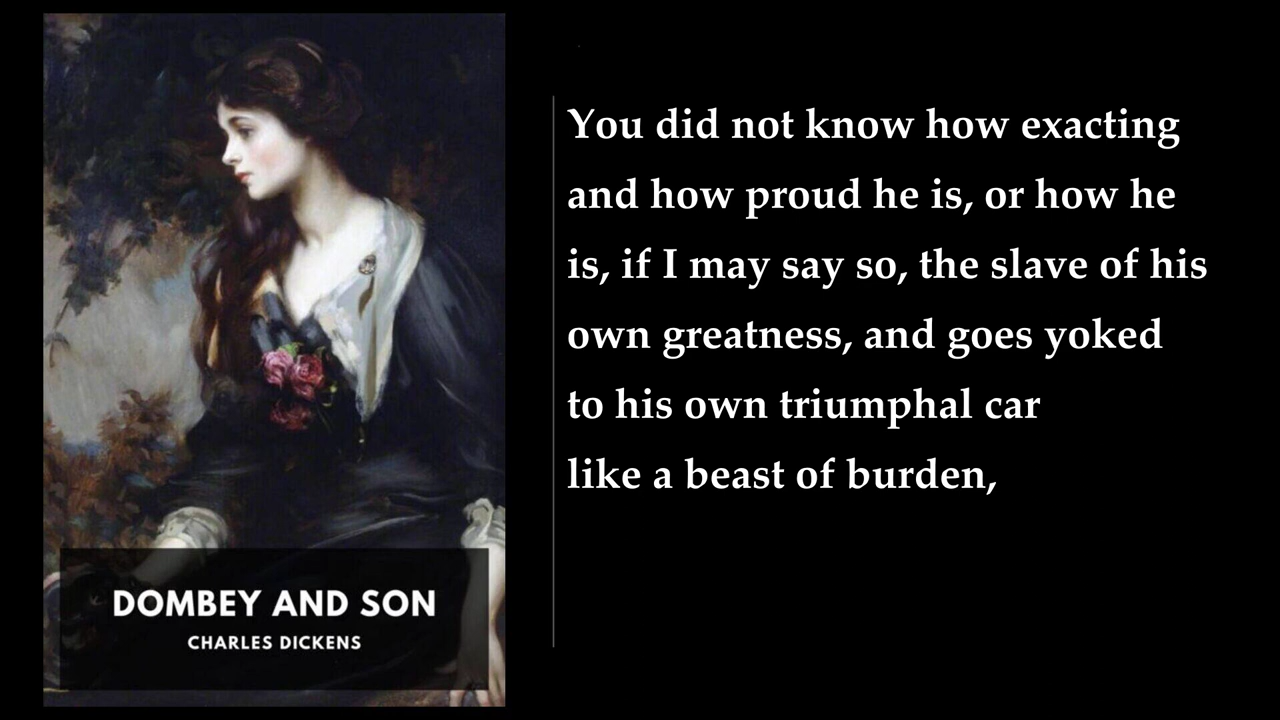 DOMBEY AND SON
CHARLES DICKENS
You did not know how exacting
and how proud he is, or how he
is, if I may say so, the slave of his
own greatness, and goes yoked
to his own triumphal car
like a beast of burden,